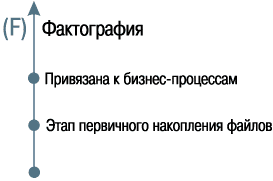 (F) Фактография
Привязана к бизнес-процессам
Этап первичного накопления файлов